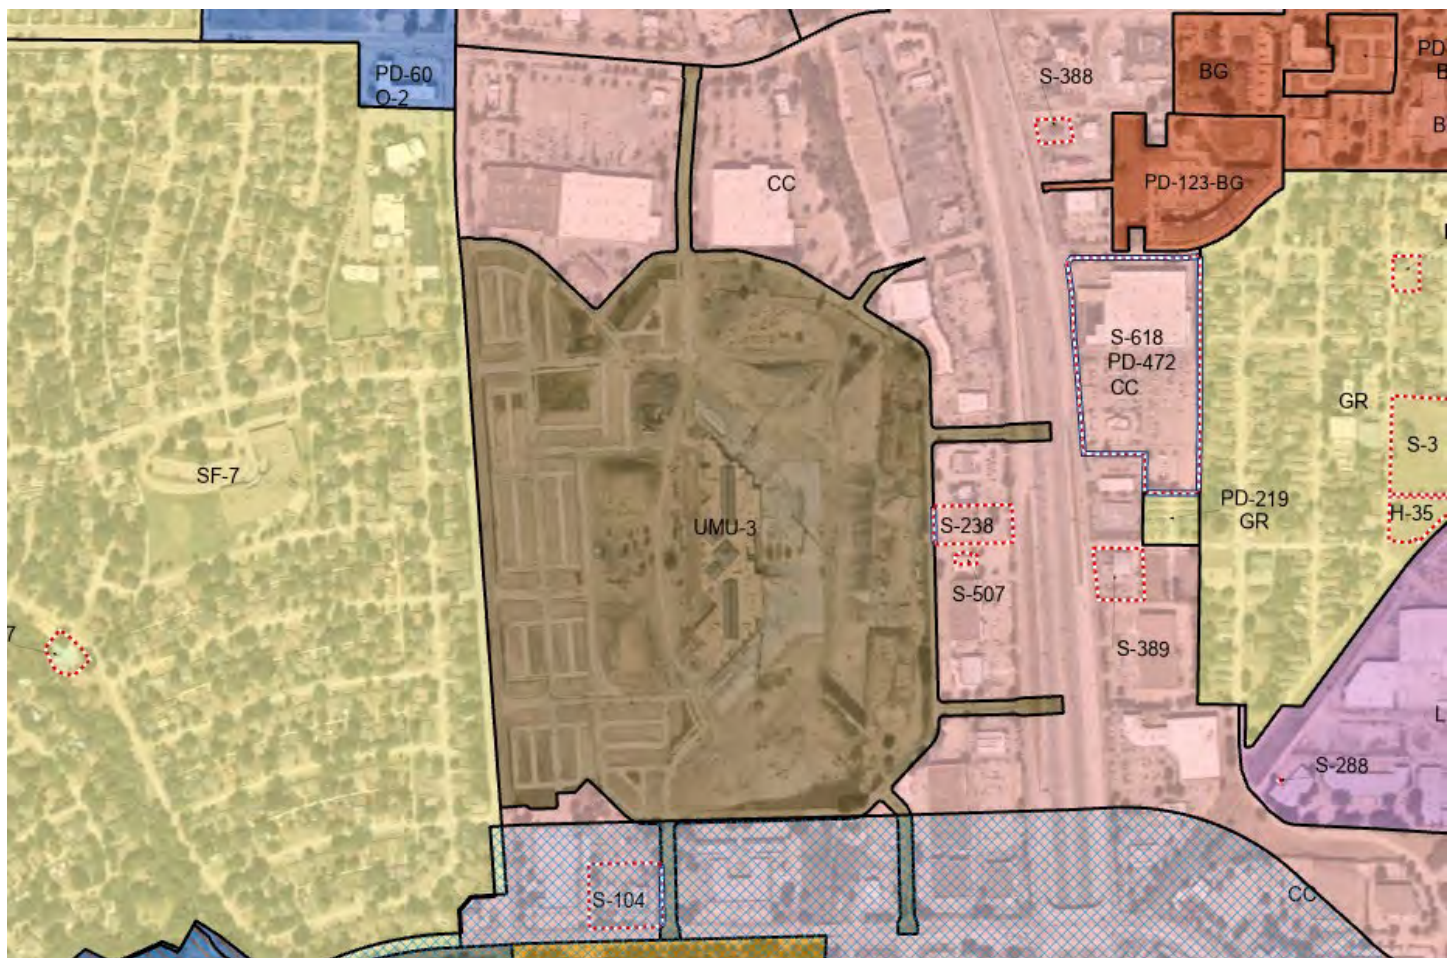 PD-60
O-2
S-388
BG
PD
B
B
CC
PD-123-BG
S-618
PD-472
CC
GR
S-3
SF-7
UMU-3
S-238
PD-219
GR
H-35
S-507
7
S-389
L
S-288
S-104
CC